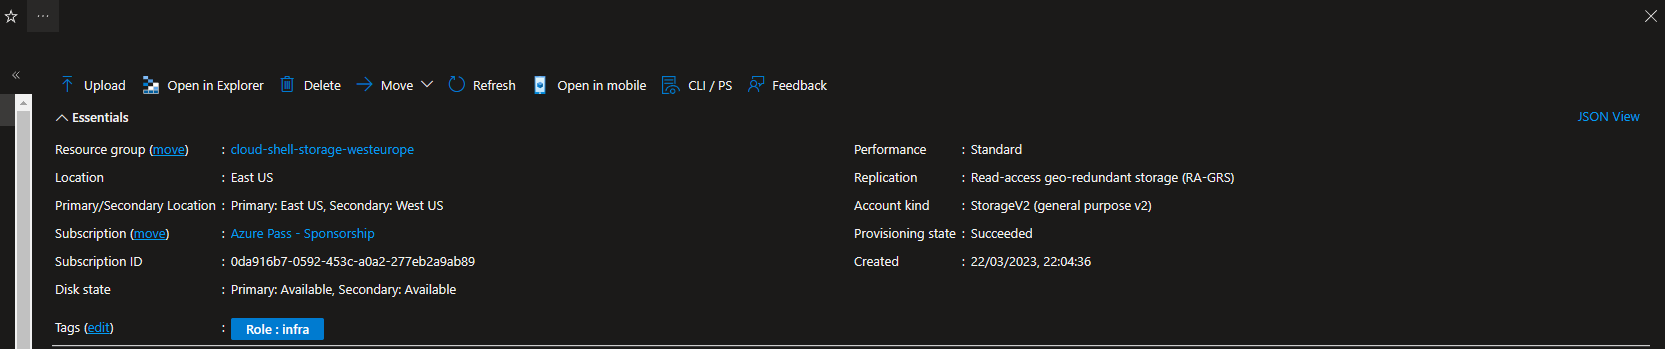 Upload Open in Explorer Delete Move Refresh Open in mobile CLI / PS Feedback
Essentials JSON View
Resource group (move) : cloud-shell-storage-westeurope
Location : East US
Primary/Secondary Location : Primary: East US, Secondary: West US
Subscription (move) : Azure Pass - Sponsorship
Subscription ID : 0da916b7-0592-453c-a0a2-277eb2a9ab89
Disk state : Primary: Available, Secondary: Available
Performance : Standard
Replication : Read-access geo-redundant storage (RA-GRS)
Account kind : StorageV2 (general purpose v2)
Provisioning state : Succeeded
Created : 22/03/2023, 22:04:36
Tags (edit) : Role : infra